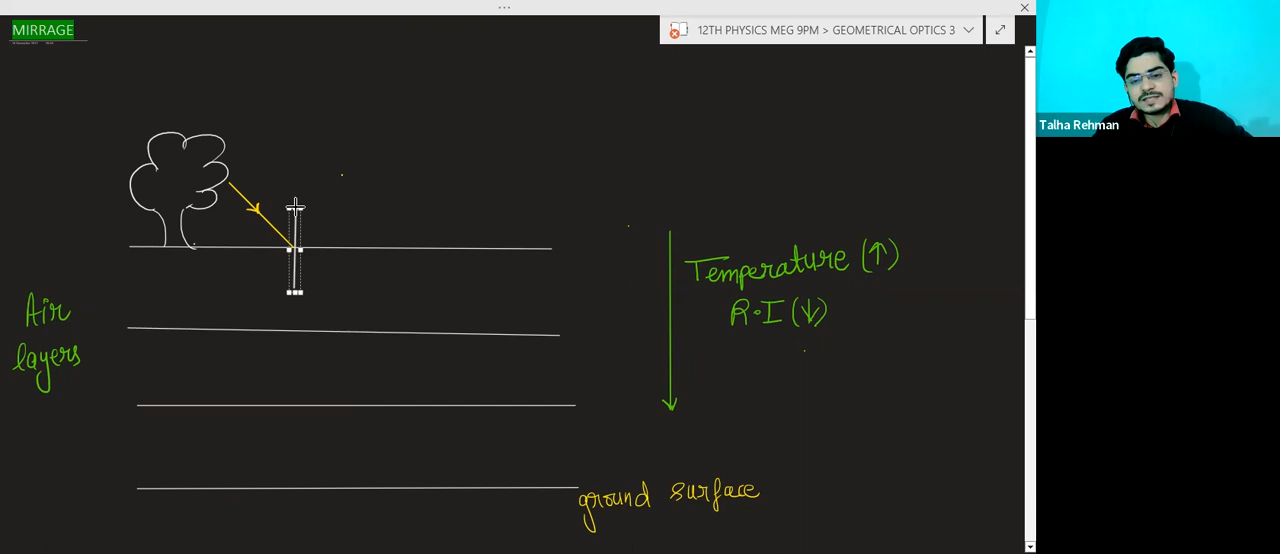 MIRRAGE
12TH PHYSICS MEG 9PM > GEOMETRICAL OPTICS 3
Talha Rehman
Temperature (↑)
R.I (↓)
Air
layers
ground surface